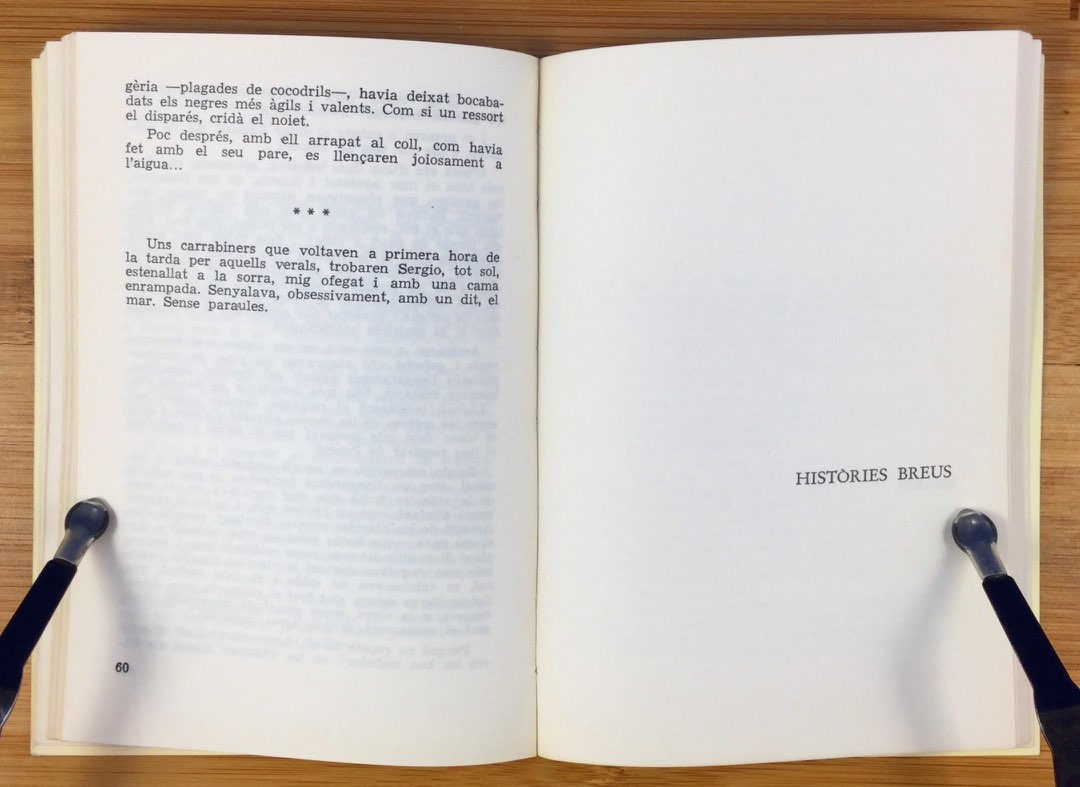 gèria —plagades de cocodrils—, havia deixat bocaba-
dats els negres més àgils i valents. Com si un ressort
el disparés, cridà el noiet.
Poc després, amb ell arrapat al coll, com havia
fet amb el seu pare, es llençaren joiosament a
l'aigua...
* * *
Uns carrabiners que voltaven a primera hora de
la tarda per aquells verals, trobaren Sergio, tot sol,
estenallat a la sorra, mig ofegat i amb una cama
enrampada. Senyalava, obsessivament, amb un dit, el
mar. Sense paraules.
60
HISTÒRIES BREUS